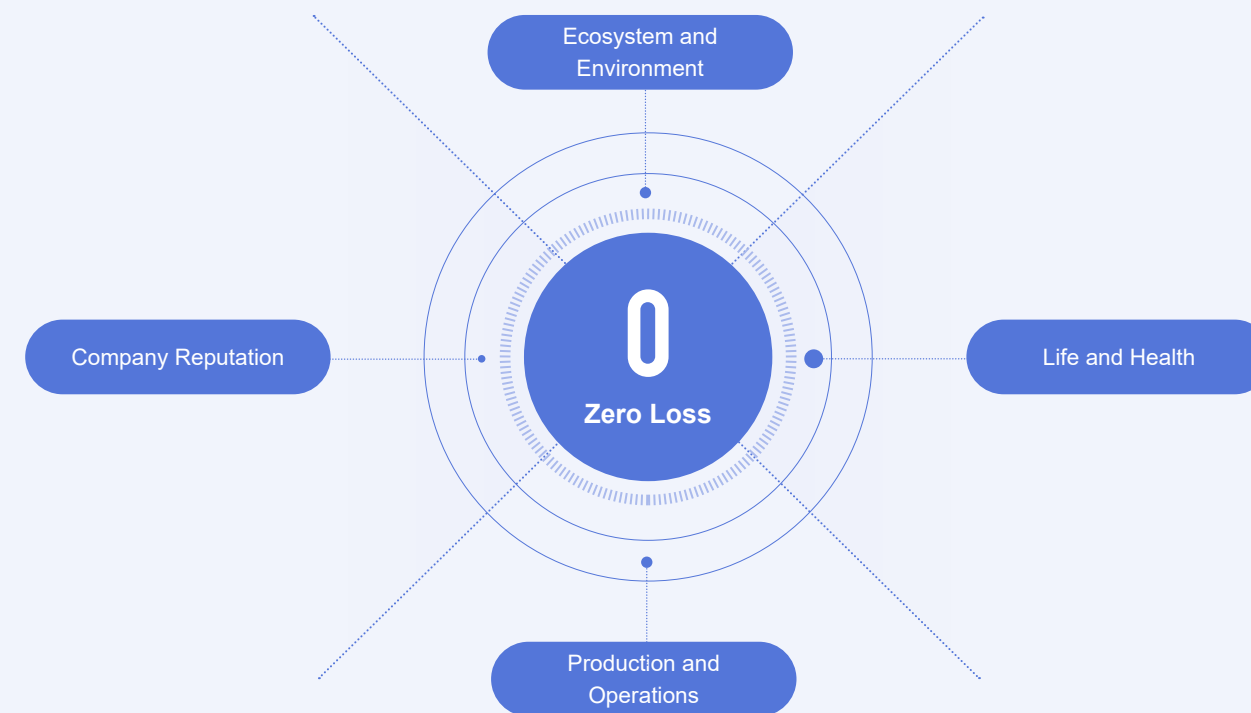 Ecosystem and
Environment
Company Reputation
0
Zero Loss
Life and Health
Production and
Operations